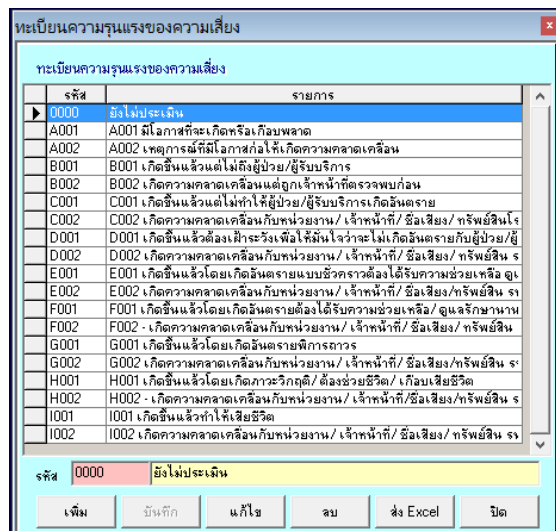 ทะเบียนความรุนแรงของความเสี่ยง
ทะเบียนความรุนแรงของความเสี่ยง
รหัส รายการ
0000 ยังไม่ประเมิน
A001 A001 มีโอกาสที่จะเกิดหรือเกือบพลาด
A002 A002 เหตุการณ์ที่มีโอกาสก่อให้เกิดความคลาดเคลื่อน
B001 B001 เกิดขึ้นแล้วแต่ไม่ถึงผู้ป่วย/ผู้รับบริการ
B002 B002 เกิดความคลาดเคลื่อนแต่ถูกเจ้าหน้าที่ตรวจพบก่อน
C001 C001 เกิดขึ้นแล้วแต่ไม่ทำให้ผู้ป่วย/ผู้รับบริการเกิดอันตราย
C002 C002 เกิดความคลาดเคลื่อนกับหน่วยงาน/ เจ้าหน้าที่/ ชื่อเสียง/ ทรัพย์สินโร
D001 D001 เกิดขึ้นแล้วต้องเฝ้าระวังเพื่อให้มั่นใจว่าจะไม่เกิดอันตรายกับผู้ป่วย/ผู้
D002 D002 เกิดความคลาดเคลื่อนกับหน่วยงาน/ เจ้าหน้าที่/ ชื่อเสียง/ทรัพย์สิน ร
E001 E001 เกิดขึ้นแล้วโดยเกิดอันตรายแบบชั่วคราวต้องได้รับความช่วยเหลือ ดูเ
E002 E002 เกิดความคลาดเคลื่อนกับหน่วยงาน/ เจ้าหน้าที่/ ชื่อเสียง/ทรัพย์สิน รพ
F001 F001 เกิดขึ้นแล้วโดยเกิดอันตรายต้องได้รับความช่วยเหลือ/ ดูแลรักษานาน
F002 F002 - เกิดความคลาดเคลื่อนกับหน่วยงาน/ เจ้าหน้าที่/ ชื่อเสียง/ ทรัพย์สิน
G001 G001 เกิดขึ้นแล้วโดยเกิดอันตรายพิการถาวร
G002 G002 เกิดความคลาดเคลื่อนกับหน่วยงาน/ เจ้าหน้าที่/ ชื่อเสียง/ทรัพย์สิน ร
H001 H001 เกิดขึ้นแล้วโดยเกิดภาวะวิกฤติ/ ต้องช่วยชีวิต/ เกือบเสียชีวิต
H002 H002 - เกิดความคลาดเคลื่อนกับหน่วยงาน/ เจ้าหน้าที่/ชื่อเสียง/ทรัพย์สิน ร
I001 I001 เกิดขึ้นแล้วทำให้เสียชีวิต
I002 I002 เกิดความคลาดเคลื่อนกับหน่วยงาน/ เจ้าหน้าที่/ ชื่อเสียง/ ทรัพย์สิน รพ
รหัส 0000 ยังไม่ประเมิน
เพิ่ม บันทึก แก้ไข ลบ ส่ง Excel ปิด